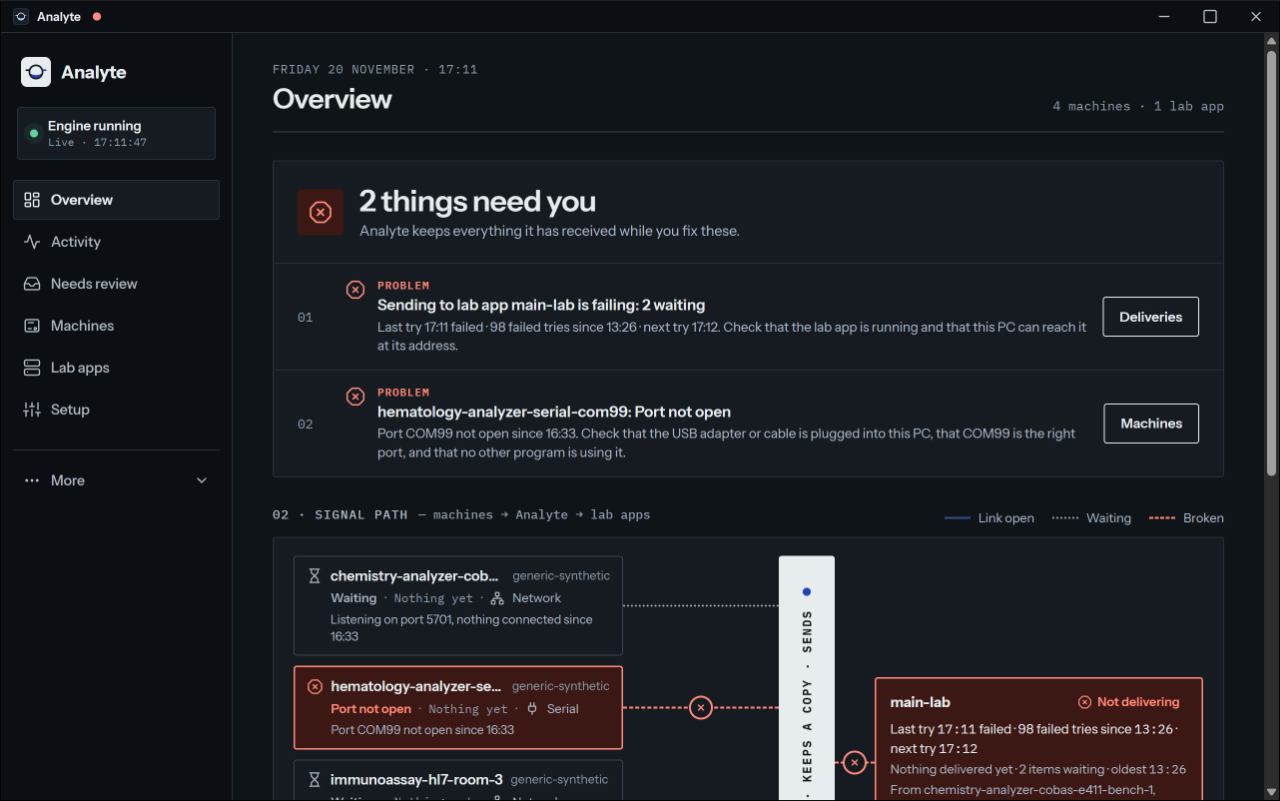 Analyte
Analyte
Engine running
Live · 17:11:47
Overview
Activity
Needs review
Machines
Lab apps
Setup
More
FRIDAY 20 NOVEMBER · 17:11
Overview
4 machines · 1 lab app
2 things need you
Analyte keeps everything it has received while you fix these.
01
PROBLEM
Sending to lab app main-lab is failing: 2 waiting
Last try 17:11 failed · 98 failed tries since 13:26 · next try 17:12. Check that the lab app is running and that this PC can reach it
at its address.
Deliveries
02
PROBLEM
hematology-analyzer-serial-com99: Port not open
Port COM99 not open since 16:33. Check that the USB adapter or cable is plugged into this PC, that COM99 is the right
port, and that no other program is using it.
Machines
02 · SIGNAL PATH — machines → Analyte → lab apps
Link open
Waiting
Broken
chemistry-analyzer-cob... generic-synthetic
Waiting · Nothing yet · Network
Listening on port 5701, nothing connected since
16:33
hematology-analyzer-se... generic-synthetic
Port not open · Nothing yet · Serial
Port COM99 not open since 16:33
immunoassay-hl7-room-3 generic-synthetic
· KEEPS A COPY · SENDS
main-lab Not delivering
Last try 17:11 failed · 98 failed tries since 13:26 ·
next try 17:12
Nothing delivered yet · 2 items waiting · oldest 13:26
From chemistry-analyzer-cobas-e411-bench-1,